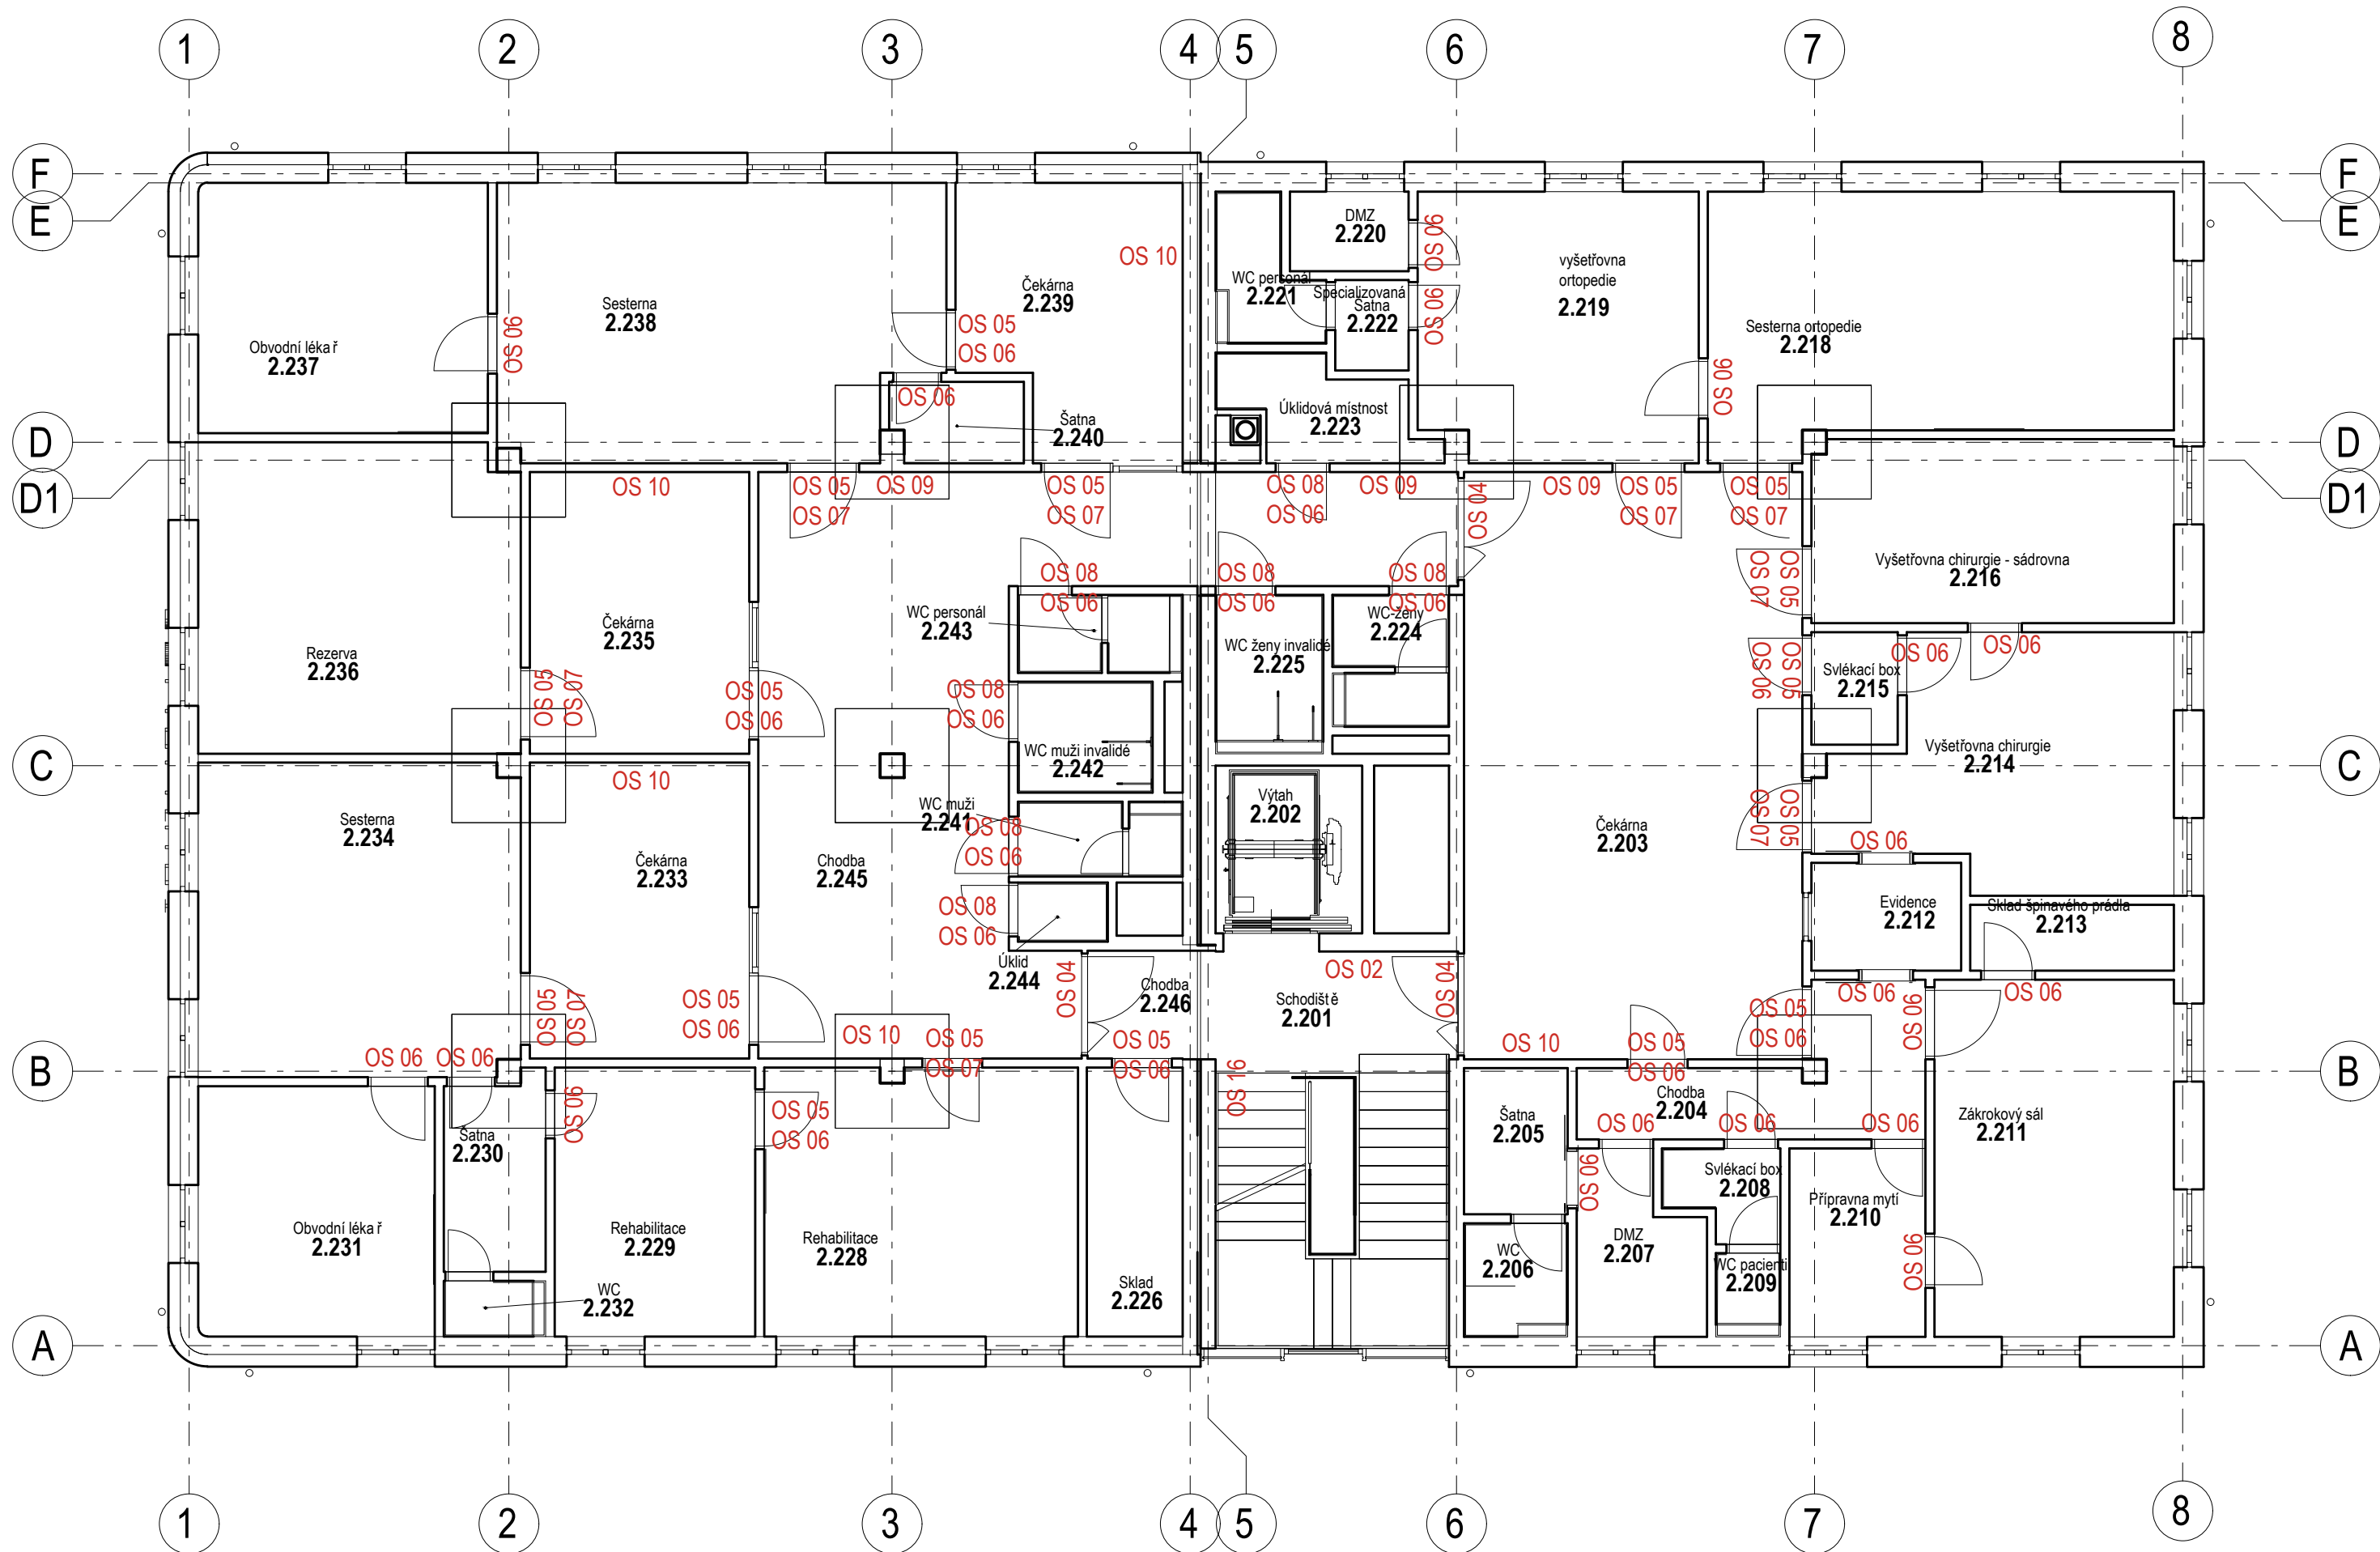 1
2
3
4
5
6
7
8
F
F
E
E
DMZ
2.220
OS 06
OS 10
WC personál
2.221
vyšetřovna
ortopedie
2.219
Čekárna
2.239
Sesterna
2.238
Specializovaná
Šatna
2.222
OS 06
OS 06
OS 05
OS 06
Sesterna ortopedie
2.218
Obvodní lékař
2.237
OS 06
OS 06
Šatna
2.240
Úklidová místnost
2.223
D
D
D1
D1
OS 10
OS 05
OS 07
OS 09
OS 05
OS 07
OS 08
OS 06
OS 09
OS 04
OS 09
OS 05
OS 07
OS 05
OS 07
Vyšetřovna chirurgie - sádrovna
2.216
OS 07
OS 05
OS 08
OS 06
OS 08
OS 06
OS 08
OS 06
WC personál
2.243
WC-ženy
2.224
Čekárna
2.235
WC ženy invalidé
2.225
Rezerva
2.236
OS 06
OS 05
Svlékací box
2.215
OS 06
OS 06
OS 05
OS 07
OS 05
OS 06
OS 08
OS 06
WC muži invalidé
2.242
Vyšetřovna chirurgie
2.214
C
C
OS 10
Výtah
2.202
WC muži
2.241
OS 08
OS 06
OS 07
OS 05
Sesterna
2.234
Čekárna
2.203
OS 06
Čekárna
2.233
Chodba
2.245
OS 08
OS 06
Evidence
2.212
Sklad špinavého prádla
2.213
Úklid
2.244
OS 04
Chodba
2.246
OS 02
Schodiště
2.201
OS 04
OS 05
OS 07
OS 05
OS 06
OS 10
OS 05
OS 07
OS 05
OS 06
OS 10
OS 05
OS 06
OS 05
OS 06
OS 06
OS 06
OS 06
OS 06
OS 06
B
B
OS 16
Chodba
2.204
OS 06
OS 05
OS 06
Šatna
2.205
OS 06
OS 06
OS 06
Zákrokový sál
2.211
Šatna
2.230
OS 06
Svlékací box
2.208
Přípravna mytí
2.210
Obvodní lékař
2.231
Rehabilitace
2.229
Rehabilitace
2.228
DMZ
2.207
WC
2.206
WC pacienti
2.209
OS 06
Sklad
2.226
WC
2.232
A
A
1
2
3
4
5
6
7
8